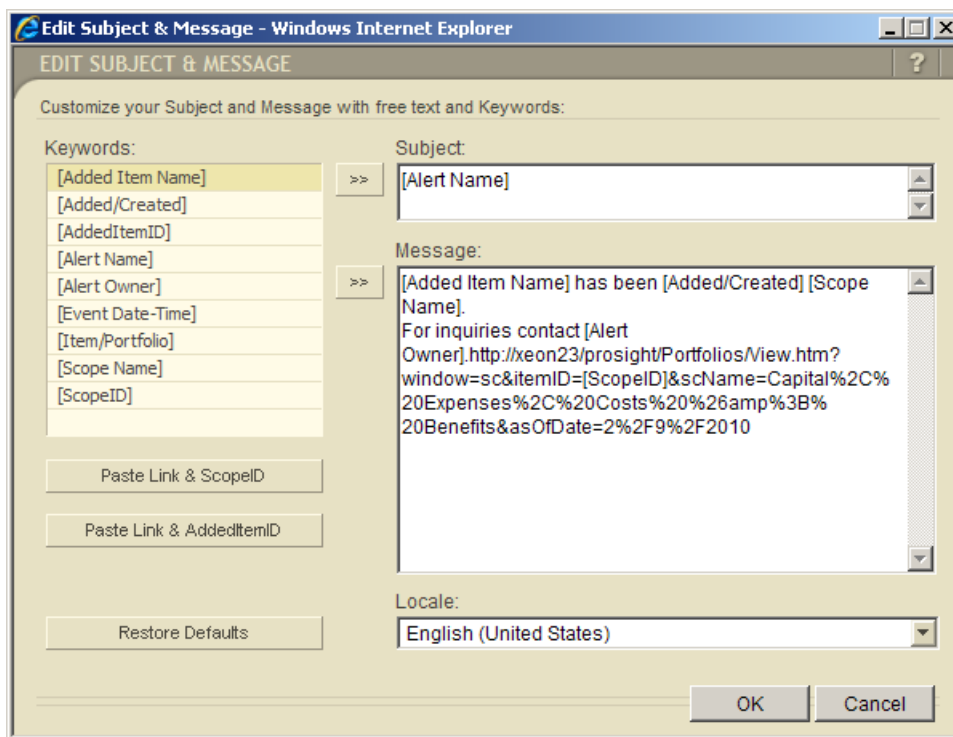 Edit Subject & Message - Windows Internet Explorer
EDIT SUBJECT & MESSAGE
?
Customize your Subject and Message with free text and Keywords:
Keywords:
[Added Item Name]
[Added/Created]
[AddedItemID]
[Alert Name]
[Alert Owner]
[Event Date-Time]
[Item/Portfolio]
[Scope Name]
[ScopeID]
Paste Link & ScopeID
Paste Link & AddedItemID
Restore Defaults
>>
>>
Subject:
[Alert Name]
Message:
[Added Item Name] has been [Added/Created] [Scope
Name].
For inquiries contact [Alert
Owner].http://xeon23/prosight/Portfolios/View.htm?
window=sc&itemID=[ScopeID]&scName=Capital%2C%
20Expenses%2C%20Costs%20%26amp%3B%
20Benefits&asOfDate=2%2F9%2F2010
Locale:
English (United States)
OK
Cancel